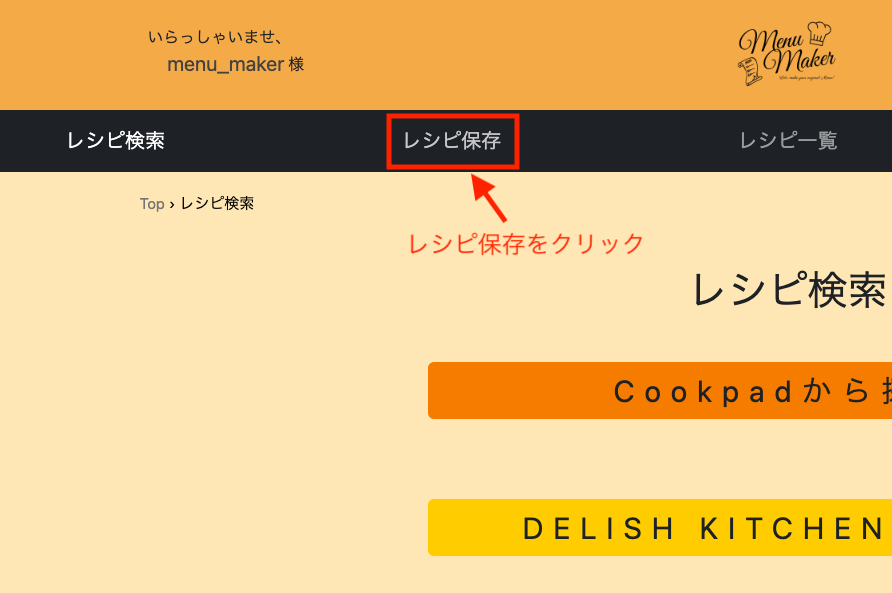 いらっしゃいませ、
menu_maker 様
Menu
Maker
レシピ検索
レシピ保存
レシピ一覧
Top › レシピ検索
レシピ保存をクリック
レシピ検索
Cookpadから
DELISH KITCHEN